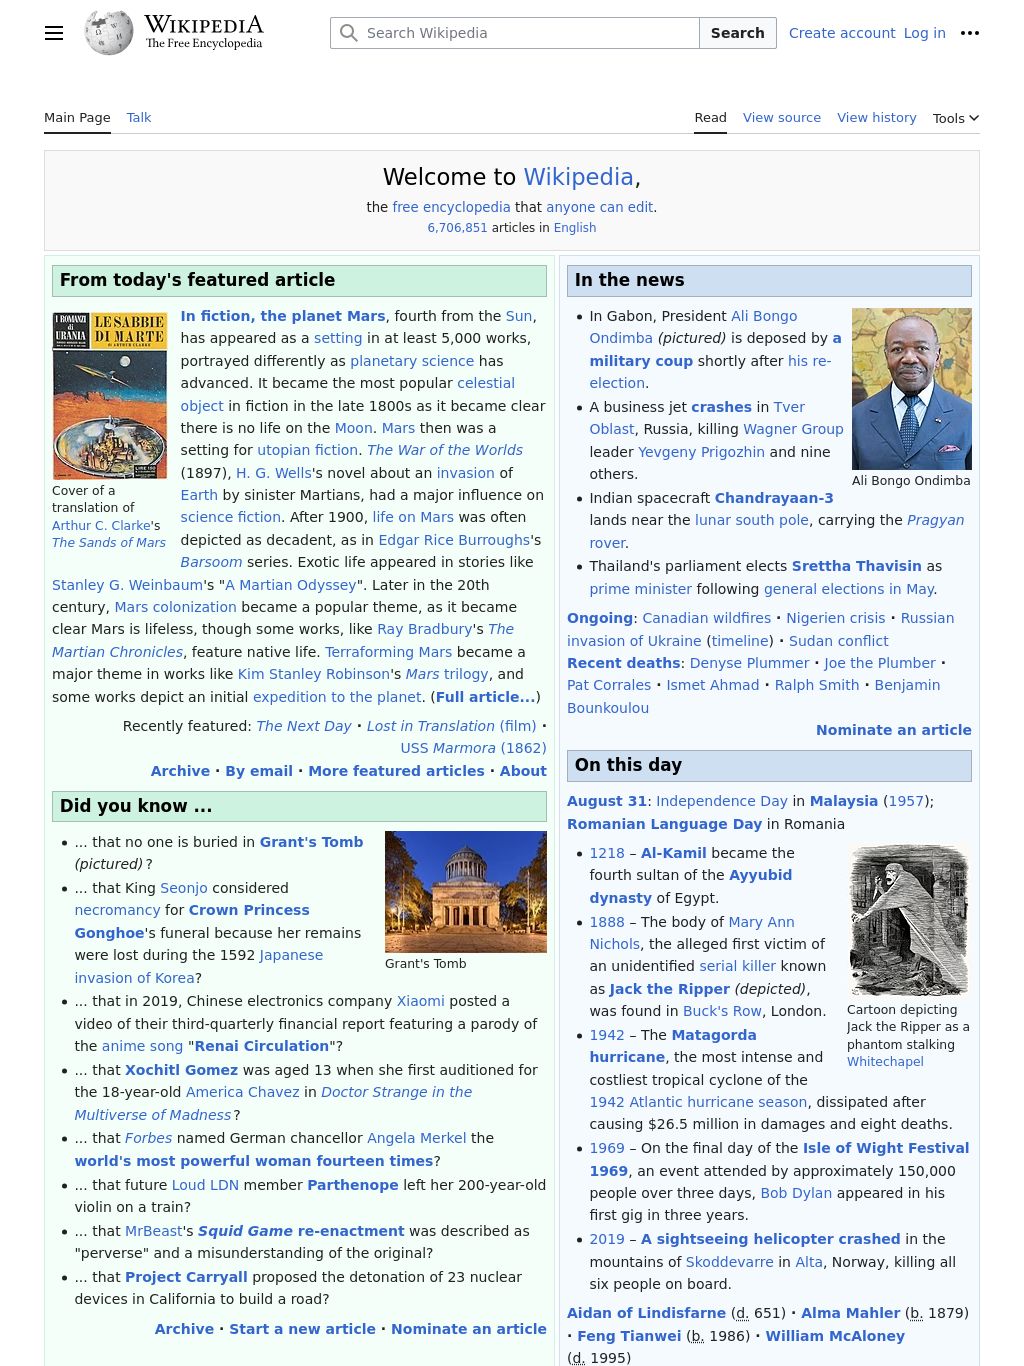 WIKIPEDIA
The Free Encyclopedia
Search Wikipedia
Search
Create account Log in
Main Page Talk
Read View source View history Tools
Welcome to Wikipedia,
the free encyclopedia that anyone can edit.
6,706,851 articles in English
From today's featured article
I ROMANZI
di
URANIA
LE SABBIE
DI MARTE
Cover of a
translation of
Arthur C. Clarke's
The Sands of Mars
In fiction, the planet Mars, fourth from the Sun,
has appeared as a setting in at least 5,000 works,
portrayed differently as planetary science has
advanced. It became the most popular celestial
object in fiction in the late 1800s as it became clear
there is no life on the Moon. Mars then was a
setting for utopian fiction. The War of the Worlds
(1897), H. G. Wells's novel about an invasion of
Earth by sinister Martians, had a major influence on
science fiction. After 1900, life on Mars was often
depicted as decadent, as in Edgar Rice Burroughs's
Barsoom series. Exotic life appeared in stories like
Stanley G. Weinbaum's "A Martian Odyssey". Later in the 20th
century, Mars colonization became a popular theme, as it became
clear Mars is lifeless, though some works, like Ray Bradbury's The
Martian Chronicles, feature native life. Terraforming Mars became a
major theme in works like Kim Stanley Robinson's Mars trilogy, and
some works depict an initial expedition to the planet. (Full article...)
Recently featured: The Next Day · Lost in Translation (film) ·
USS Marmora (1862)
Archive · By email · More featured articles · About
Did you know ...
... that no one is buried in Grant's Tomb
(pictured)?
... that King Seonjo considered
necromancy for Crown Princess
Gonghoe's funeral because her remains
were lost during the 1592 Japanese
invasion of Korea?
Grant's Tomb
... that in 2019, Chinese electronics company Xiaomi posted a
video of their third-quarterly financial report featuring a parody of
the anime song "Renai Circulation"?
... that Xochitl Gomez was aged 13 when she first auditioned for
the 18-year-old America Chavez in Doctor Strange in the
Multiverse of Madness?
... that Forbes named German chancellor Angela Merkel the
world's most powerful woman fourteen times?
... that future Loud LDN member Parthenope left her 200-year-old
violin on a train?
... that MrBeast's Squid Game re-enactment was described as
"perverse" and a misunderstanding of the original?
... that Project Carryall proposed the detonation of 23 nuclear
devices in California to build a road?
Archive · Start a new article · Nominate an article
In the news
In Gabon, President Ali Bongo
Ondimba (pictured) is deposed by a
military coup shortly after his re-
election.
A business jet crashes in Tver
Oblast, Russia, killing Wagner Group
leader Yevgeny Prigozhin and nine
others.
Ali Bongo Ondimba
Indian spacecraft Chandrayaan-3
lands near the lunar south pole, carrying the Pragyan
rover.
Thailand's parliament elects Srettha Thavisin as
prime minister following general elections in May.
Ongoing: Canadian wildfires · Nigerien crisis · Russian
invasion of Ukraine (timeline) · Sudan conflict
Recent deaths: Denyse Plummer · Joe the Plumber ·
Pat Corrales · Ismet Ahmad · Ralph Smith · Benjamin
Bounkoulou
Nominate an article
On this day
August 31: Independence Day in Malaysia (1957);
Romanian Language Day in Romania
1218 – Al-Kamil became the
fourth sultan of the Ayyubid
dynasty of Egypt.
1888 – The body of Mary Ann
Nichols, the alleged first victim of
an unidentified serial killer known
as Jack the Ripper (depicted),
was found in Buck's Row, London.
Cartoon depicting
Jack the Ripper as a
phantom stalking
Whitechapel
1942 – The Matagorda
hurricane, the most intense and
costliest tropical cyclone of the
1942 Atlantic hurricane season, dissipated after
causing $26.5 million in damages and eight deaths.
1969 – On the final day of the Isle of Wight Festival
1969, an event attended by approximately 150,000
people over three days, Bob Dylan appeared in his
first gig in three years.
2019 – A sightseeing helicopter crashed in the
mountains of Skoddevarre in Alta, Norway, killing all
six people on board.
Aidan of Lindisfarne (d. 651) · Alma Mahler (b. 1879)
· Feng Tianwei (b. 1986) · William McAloney
(d. 1995)